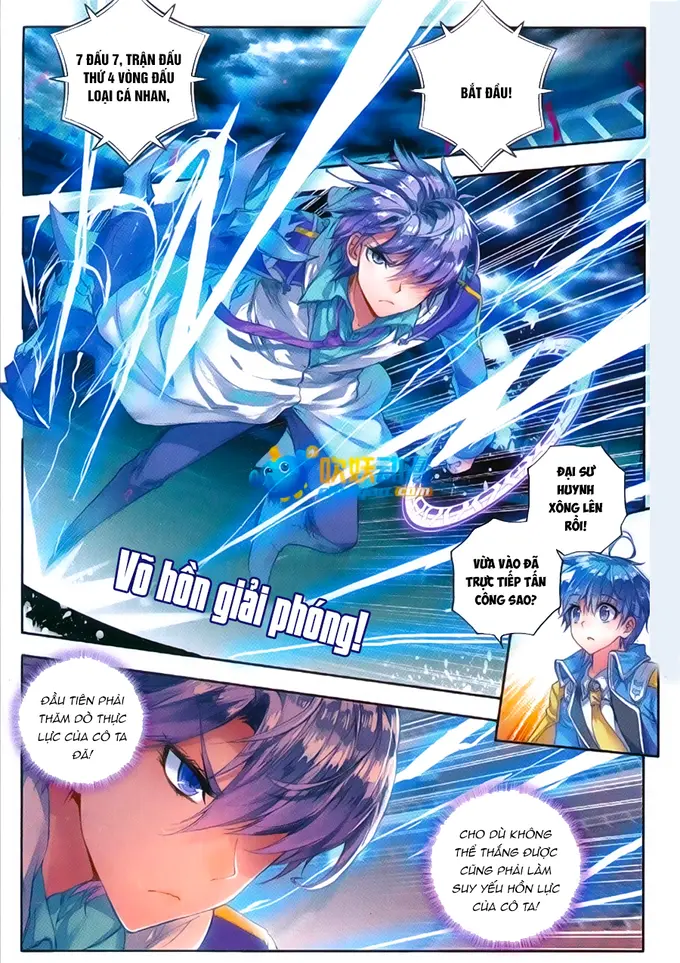 7 ĐẤU 7, TRẬN ĐẤU
THỨ 4 VÒNG ĐẤU
LOẠI CÁ NHAN,
BẮT ĐẦU!
ĐẠI SƯ
HUYNH
XÔNG LÊN
RỒI!
VỪA VÀO ĐÃ
TRỰC TIẾP TẤN
CÔNG SAO?
Võ hồn giải phóng!
ĐẦU TIÊN PHẢI
THĂM DÒ THỰC
LỰC CỦA CÔ TA
ĐÃ!
CHO DÙ KHÔNG
THỂ THẮNG ĐƯỢC
CŨNG PHẢI LÀM
SUY YẾU HỒN LỰC
CỦA CÔ TA!